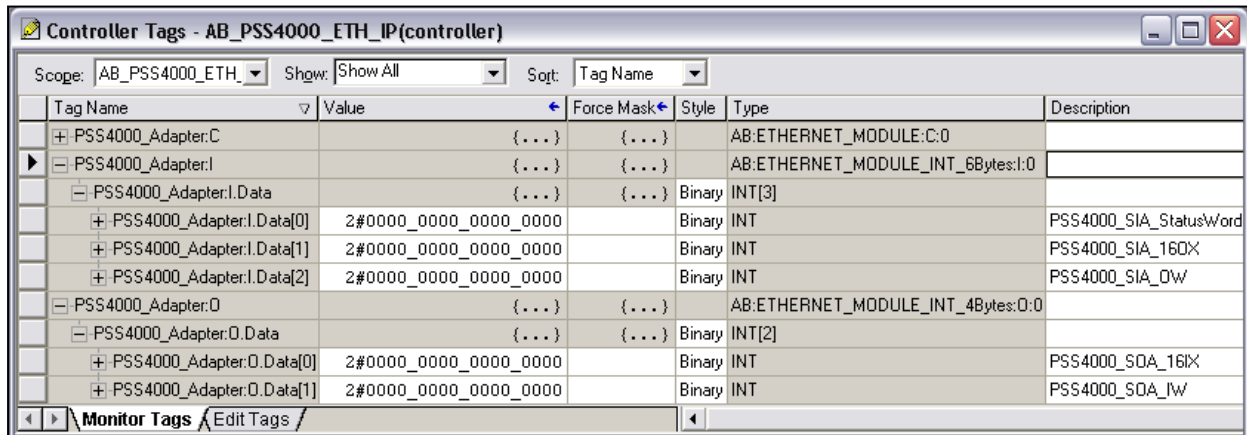 Controller Tags - AB_PSS4000_ETH_IP(controller)
Scope: AB_PSS4000_ETH_ Show: Show All Sort: Tag Name
Tag Name Value Force Mask Style Type Description
PSS4000_Adapter:C {...} {...} AB:ETHERNET_MODULE:C:0
PSS4000_Adapter:I {...} {...} AB:ETHERNET_MODULE_INT_6Bytes:I:0
PSS4000_Adapter:I.Data {...} {...} Binary INT[3]
PSS4000_Adapter:I.Data[0] 2#0000_0000_0000_0000 Binary INT PSS4000_SIA_StatusWord
PSS4000_Adapter:I.Data[1] 2#0000_0000_0000_0000 Binary INT PSS4000_SIA_16OX
PSS4000_Adapter:I.Data[2] 2#0000_0000_0000_0000 Binary INT PSS4000_SIA_OW
PSS4000_Adapter:O {...} {...} AB:ETHERNET_MODULE_INT_4Bytes:O:0
PSS4000_Adapter:O.Data {...} {...} Binary INT[2]
PSS4000_Adapter:O.Data[0] 2#0000_0000_0000_0000 Binary INT PSS4000_SOA_16IX
PSS4000_Adapter:O.Data[1] 2#0000_0000_0000_0000 Binary INT PSS4000_SOA_IW
Monitor Tags Edit Tags